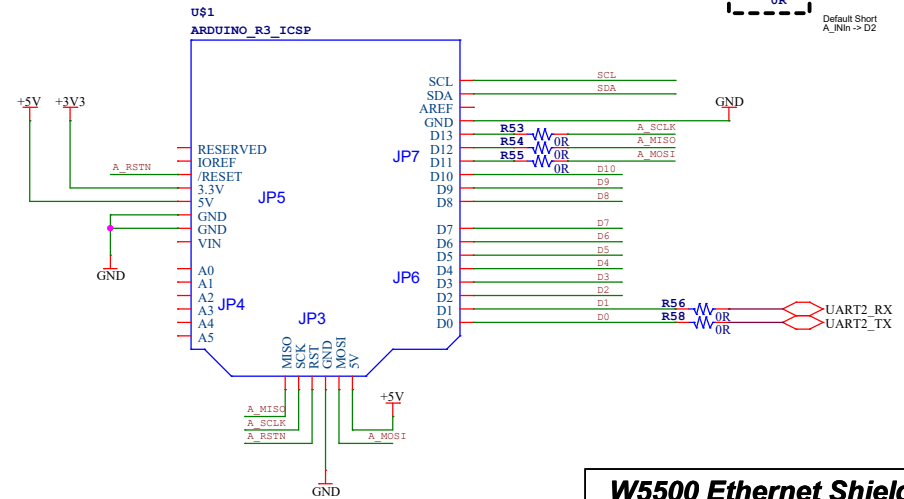 0R
Default Short
A_INIn -> D2
U$1
ARDUINO_R3_ICSP
+5V
+3V3
GND
SCL
SDA
AREF
GND
D13
D12
D11
D10
D9
D8
D7
D6
D5
D4
D3
D2
D1
D0
SCL
SDA
R53
A_SCLK
R54
0R
A_MISO
R55
0R
A_MOSI
0R
D10
D9
D8
D7
D6
D5
D4
D3
D2
D1
D0
R56
R58
0R
0R
UART2_RX
UART2_TX
JP7
JP6
RESERVED
IOREF
/RESET
3.3V
5V
GND
GND
VIN
A_RSTN
JP5
GND
A0
A1
A2
A3
A4
A5
JP4
JP3
MISO
SCK
RST
GND
MOSI
5V
+5V
A_MISO
A_SCLK
A_RSTN
A_MOSI
GND
W5500 Ethernet Shield